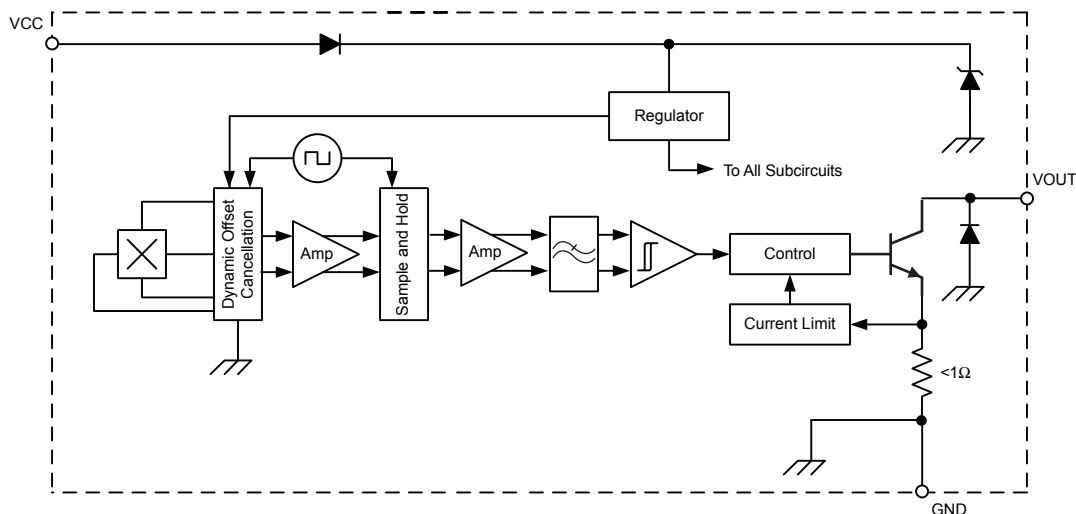 VCC
Regulator
To All Subcircuits
VOUT
Dynamic Offset
Cancellation
Amp
Sample and Hold
Amp
Control
Current Limit
<1Ω
GND